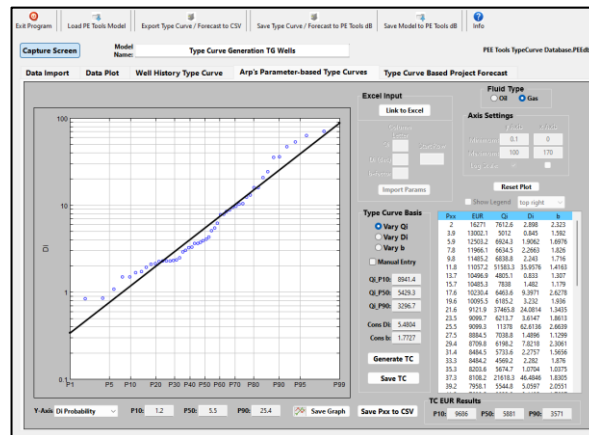 Exit Program
Load PE Tools Model
Export Type Curve / Forecast to CSV
Save Type Curve / Forecast to PE Tools dB
Save Model to PE Tools dB
Info
Capture Screen
Model Name:
Type Curve Generation TG Wells
PEE Tools TypeCurve Database.PEEdb
Data Import
Data Plot
Well History Type Curve
Arp's Parameter-based Type Curves
Type Curve Based Project Forecast
100
10
1
0.1
Di
P1 P5 P10 P20 P30 P40 P50 P60 P70 P80 P90 P95 P99
Y-Axis Di Probability
P10: 1.2
P50: 5.5
P90: 25.4
Save Graph
Save Pxx to CSV
Excel Input
Link to Excel
Import Params
Type Curve Basis
Vary Qi
Vary Di
Vary b
Manual Entry
Qi_P10: 8941.4
Qi_P50: 5429.3
Qi_P90: 3296.7
Cons Di: 5.4804
Cons b: 1.7727
Generate TC
Save TC
Fluid Type
Oil Gas
Axis Settings
0.1 0
100 170
Reset Plot
Show Legend top right
Pxx EUR Qi Di b
2 16271 7612.6 2.898 2.323
3.9 13901 5012 0.845 1.592
5.9 12503.2 6924.3 1.9062 1.6976
7.8 11966.1 6634.5 2.2663 1.826
9.8 11485.2 6838.8 2.243 1.716
11.8 11057.2 51583.3 35.9576 1.4163
13.7 10496.9 4805.1 0.833 1.307
15.7 10485.3 7838 1.482 1.179
17.6 10230.4 6463.6 9.3971 2.6278
19.6 10095.5 6185.2 3.232 1.936
21.6 9121.9 37465.8 24.0814 1.3435
23.5 9099.7 6213.7 3.6147 1.8613
25.5 9099.3 11378 62.6136 2.6639
27.5 8884.5 7038.8 1.4896 1.1299
29.4 8709.8 6198.2 7.8218 2.3061
31.4 8484.5 5733.6 2.2757 1.5656
33.3 8484.2 4569.2 2.282 1.876
35.3 8203.6 5674.7 1.0704 1.0375
37.3 8108.2 21618.3 46.4846 1.8305
39.2 7958.1 5544.8 5.0597 2.0551
TC EUR Results
P10: 9686 P50: 5881 P90: 3571